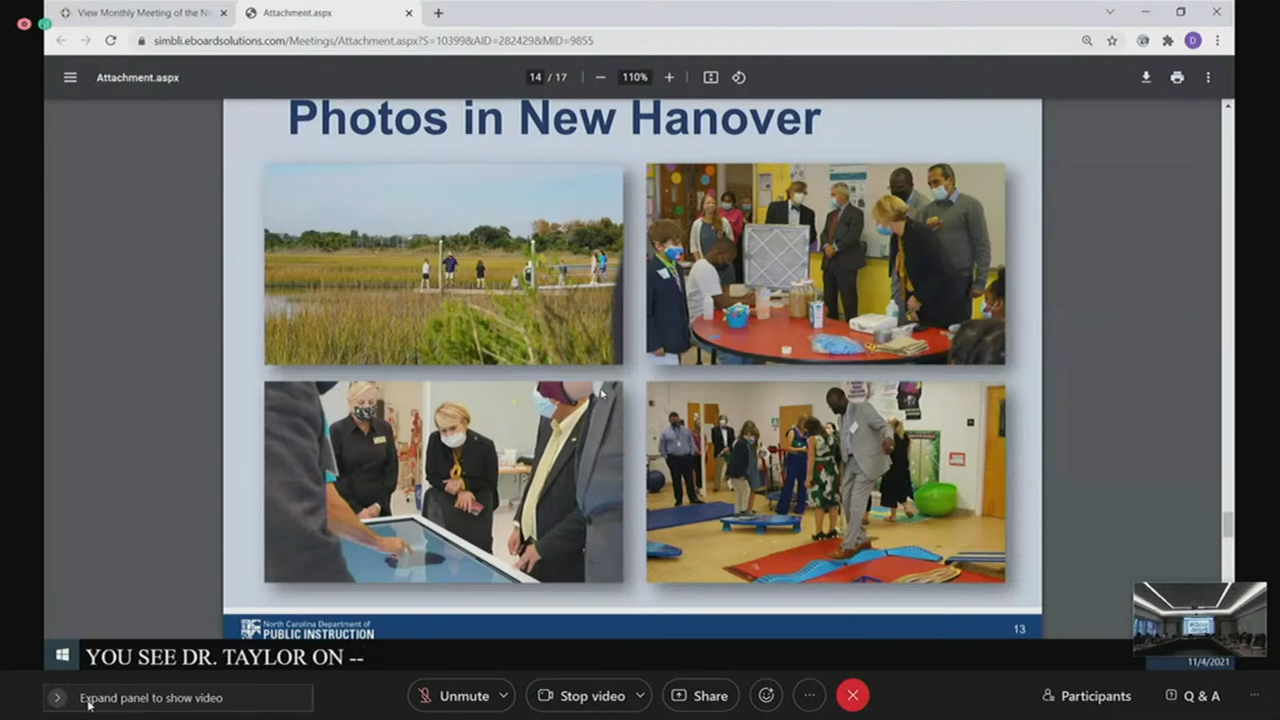 View Monthly Meeting of the N
Attachment.aspx
simbli.eboardsolutions.com/Meetings/Attachment.aspx?S=10399&AID=282429&MID=9855
D
Attachment.aspx
14 / 17
110%
Photos in New Hanover
North Carolina Department of
PUBLIC INSTRUCTION
13
YOU SEE DR. TAYLOR ON --
11/4/2021
Expand panel to show video
Unmute
Stop video
Share
Participants
Q & A